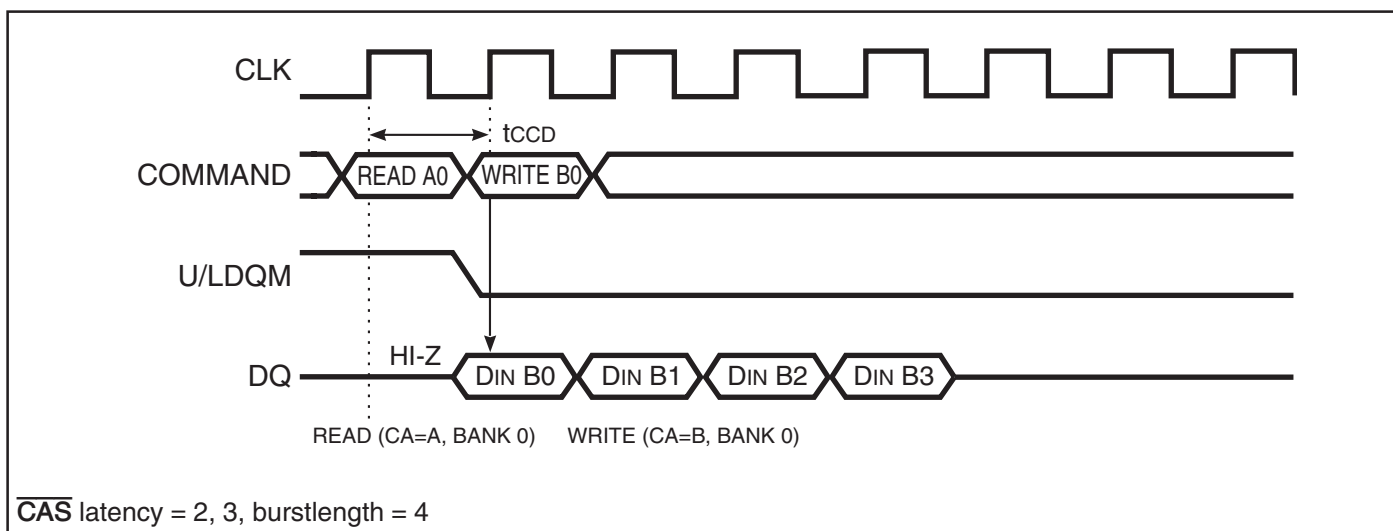 CLK
tCCD
COMMAND
READ A0
WRITE B0
U/LDQM
HI-Z
DQ
DIN B0
DIN B1
DIN B2
DIN B3
READ (CA=A, BANK 0)
WRITE (CA=B, BANK 0)
CAS latency = 2, 3, burstlength = 4